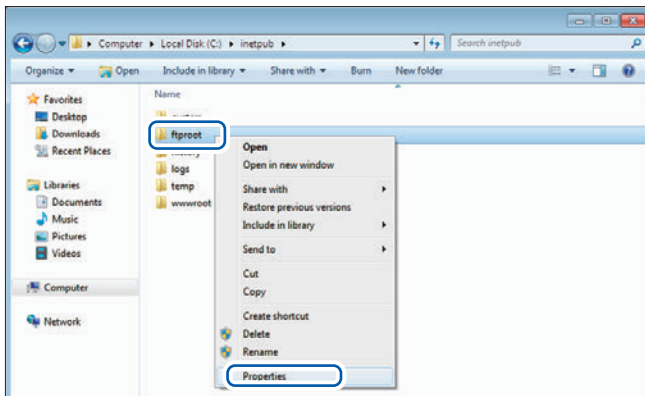 Computer ▸ Local Disk (C:) ▸ inetpub ▸
Search inetpub
Organize ▾ Open Include in library ▾ Share with ▾ Burn New folder
Favorites
Desktop
Downloads
Recent Places
Libraries
Documents
Music
Pictures
Videos
Computer
Network
Name
ftproot
logs
temp
wwwroot
Open
Open in new window
Share with
Restore previous versions
Include in library
Send to
Cut
Copy
Create shortcut
Delete
Rename
Properties